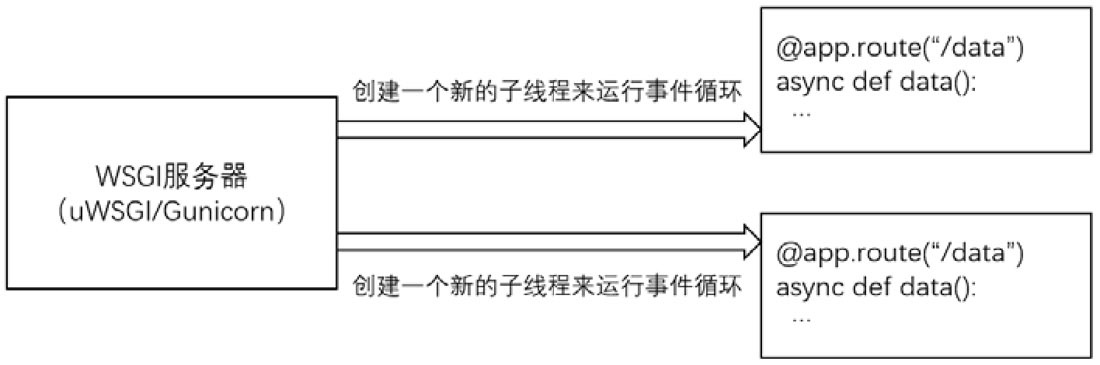 @app.route(“/data”)
async def data():
...
创建一个新的子线程来运行事件循环
WSGI服务器
（uWSGI/Gunicorn）
@app.route(“/data”)
async def data():
...
创建一个新的子线程来运行事件循环